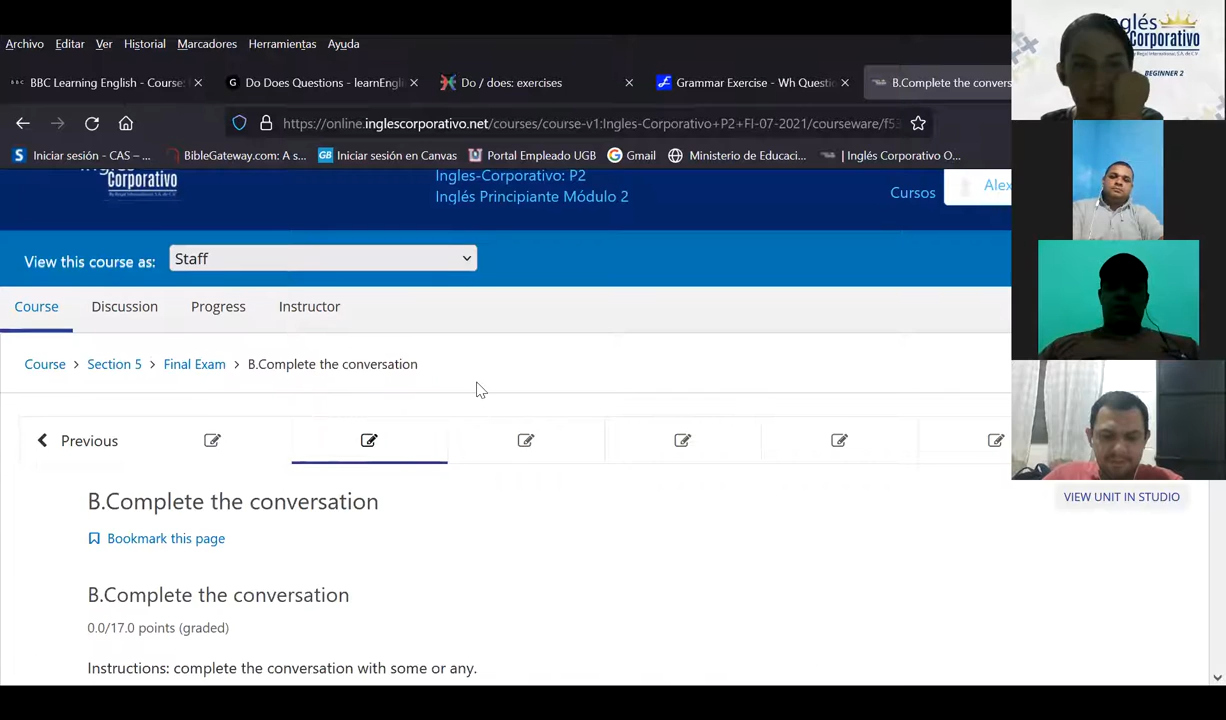 Archivo Editar Ver Historial Marcadores Herramientas Ayuda
BBC BBC Learning English - Course: G Do Does Questions - learnEngli Do / does: exercises Grammar Exercise - Wh Questio B.Complete the convers
https://online.inglescorporativo.net/courses/course-v1:Ingles-Corporativo+P2+FI-07-2021/courseware/f53
Iniciar sesión - CAS – ... BibleGateway.com: A s... Iniciar sesión en Canvas Portal Empleado UGB Gmail Ministerio de Educaci... | Inglés Corporativo O...
Corporativo
Ingles-Corporativo: P2
Inglés Principiante Módulo 2
Cursos
Alex
View this course as: Staff
Course Discussion Progress Instructor
Course > Section 5 > Final Exam > B.Complete the conversation
Previous
VIEW UNIT IN STUDIO
B.Complete the conversation
Bookmark this page
B.Complete the conversation
0.0/17.0 points (graded)
Instructions: complete the conversation with some or any.
BEGINNER 2